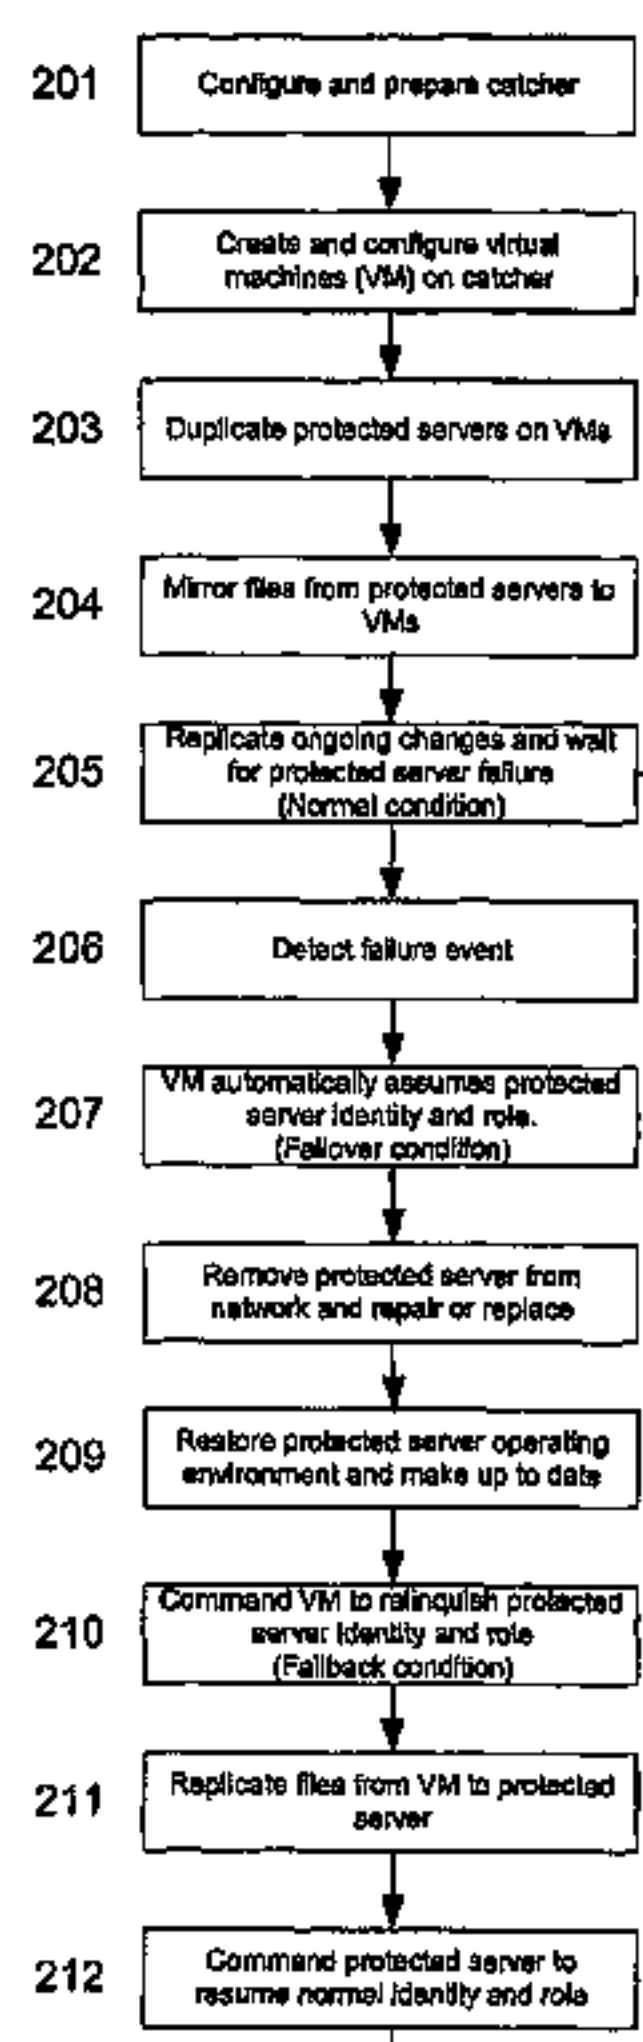 201
Configure and prepare catcher
202
Create and configure virtual
machines (VM) on catcher
203
Duplicate protected servers on VMs
204
Mirror files from protected servers to
VMs
205
Replicate ongoing changes and wait
for protected server failure
(Normal condition)
206
Detect failure event
207
VM automatically assumes protected
server identity and role.
(Failover condition)
208
Remove protected server from
network and repair or replace
209
Restore protected server operating
environment and make up to date
210
Command VM to relinquish protected
server identity and role
(Failback condition)
211
Replicate files from VM to protected
server
212
Command protected server to
resume normal identity and role